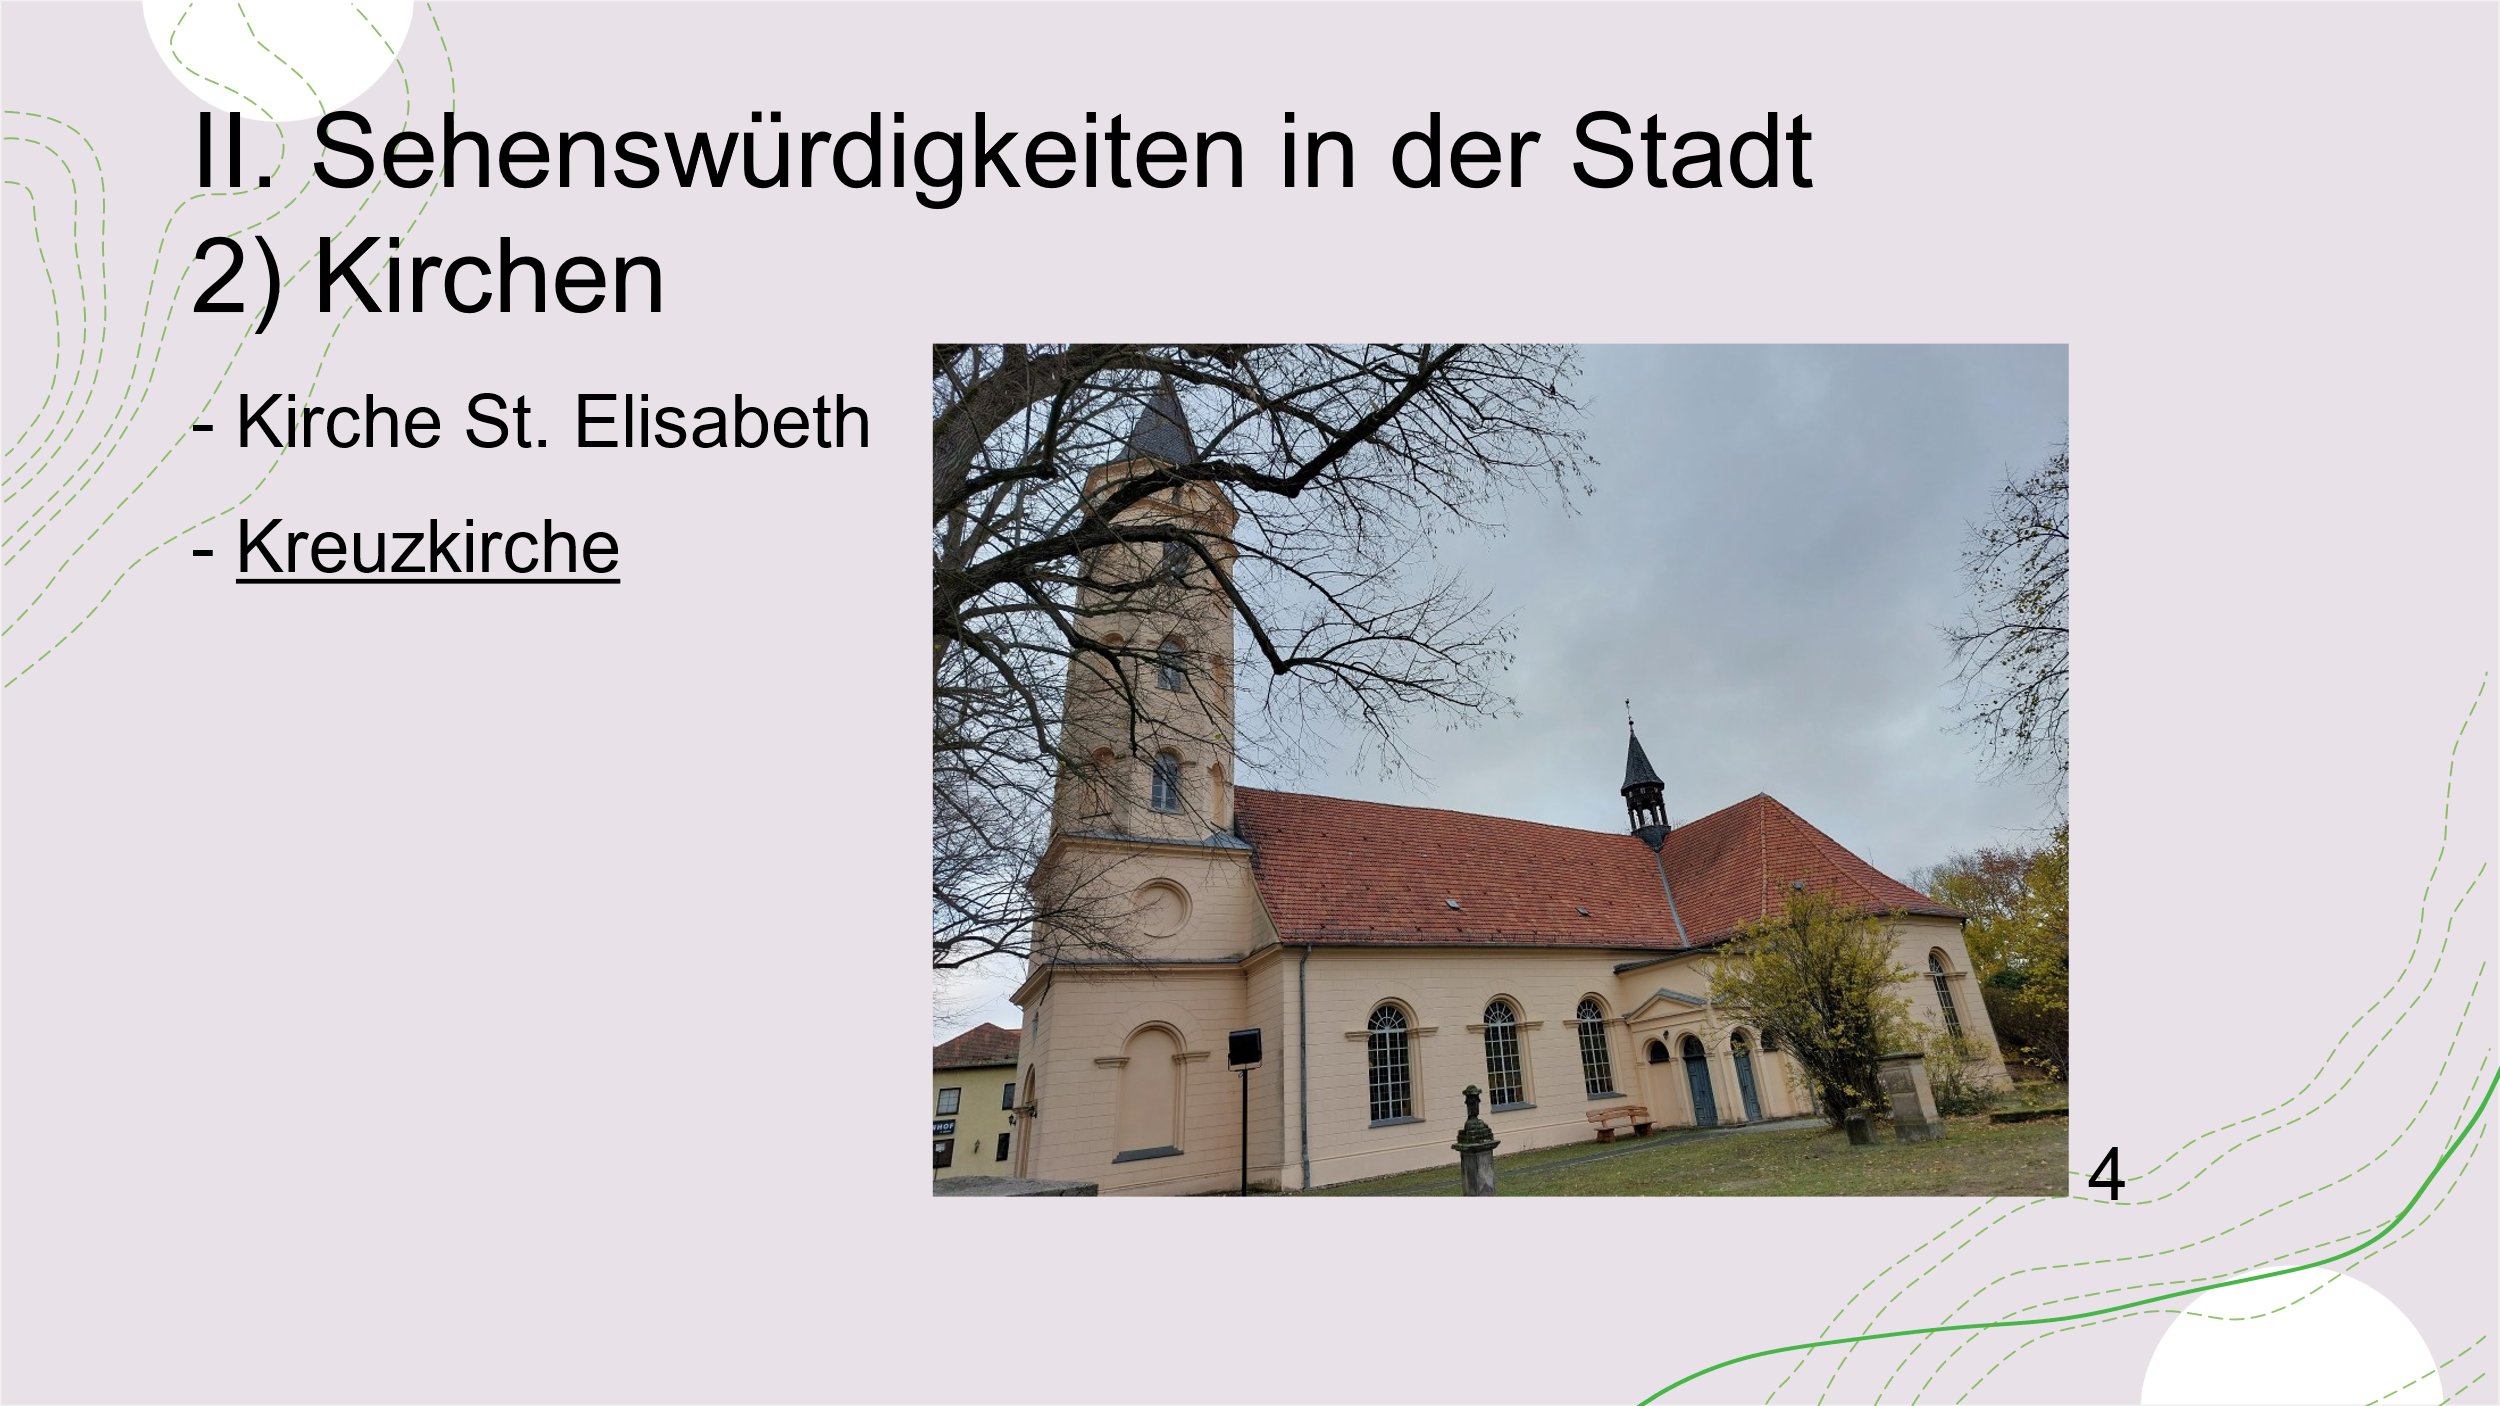 II. Sehenswürdigkeiten in der Stadt
2) Kirchen
- Kirche St. Elisabeth
- Kreuzkirche
4